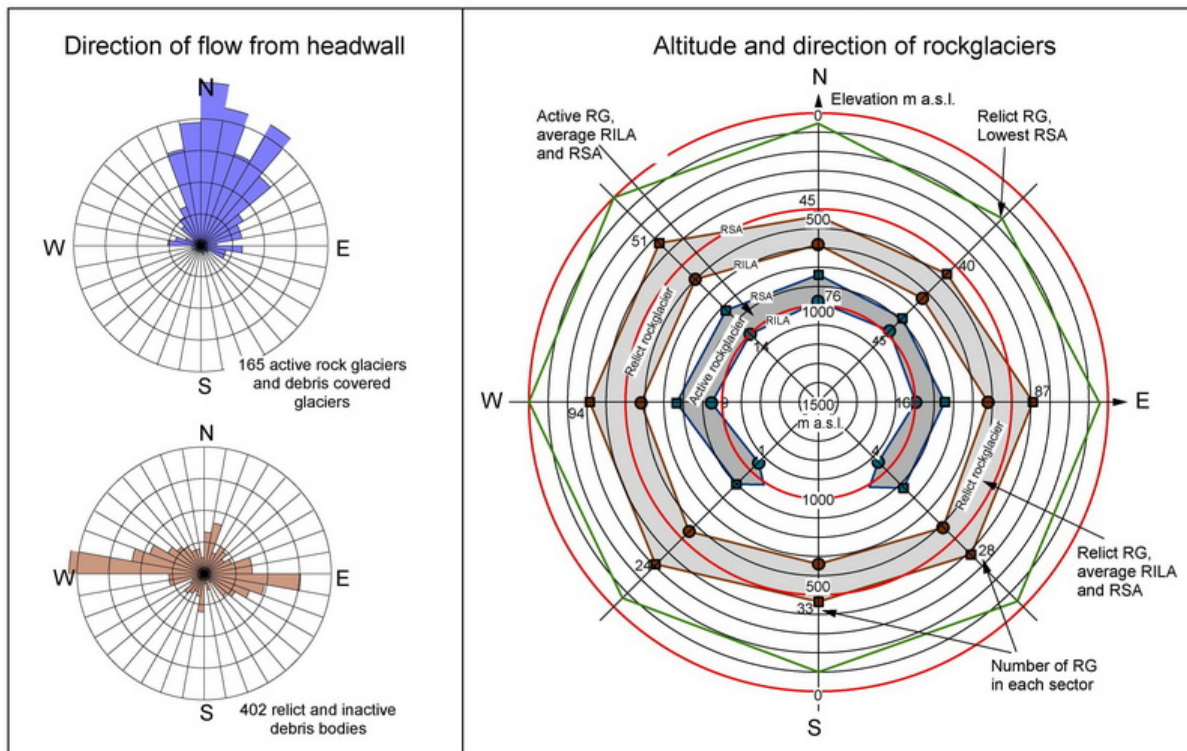 Direction of flow from headwall
N
W
E
S
165 active rock glaciers
and debris covered
glaciers
N
W
E
S
402 relict and inactive
debris bodies
Altitude and direction of rockglaciers
N
Elevation m a.s.l.
0
Active RG,
average RILA
and RSA
Relict RG,
Lowest RSA
45
500
51
RSA
40
RILA
RSA
76
1000
RILA
14
45
Relict rockglacier
Active rockglacier
W
94
9
1500
m a.s.l.
16
87
E
1
4
Relict rockglacier
1000
24
28
500
33
Relict RG,
average RILA
and RSA
Number of RG
in each sector
0
S